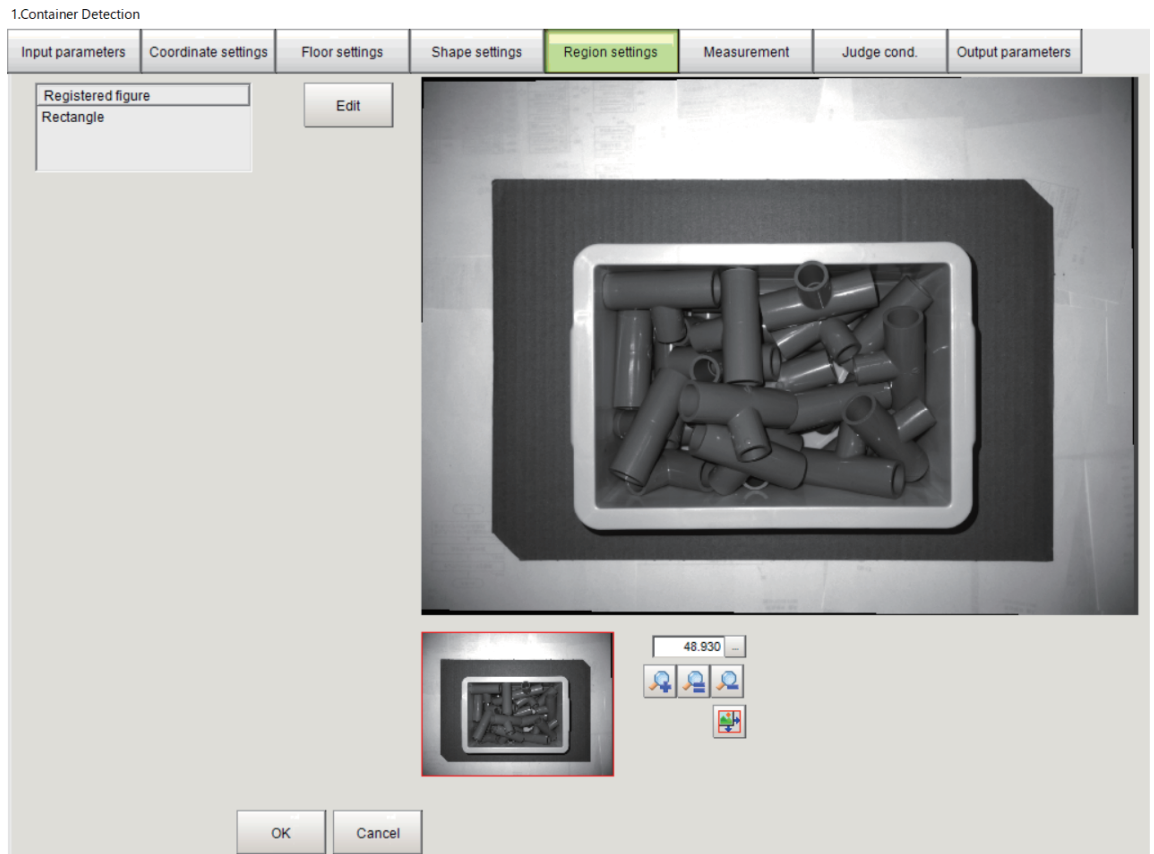 1.Container Detection
Input parameters
Coordinate settings
Floor settings
Shape settings
Region settings
Measurement
Judge cond.
Output parameters
Registered figure
Rectangle
Edit
48.930
...
OK
Cancel